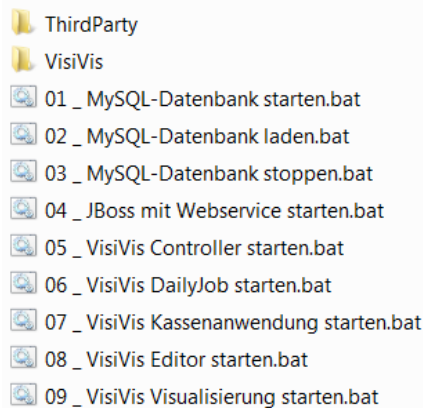 ThirdParty
VisiVis
01 _ MySQL-Datenbank starten.bat
02 _ MySQL-Datenbank laden.bat
03 _ MySQL-Datenbank stoppen.bat
04 _ JBoss mit Webservice starten.bat
05 _ VisiVis Controller starten.bat
06 _ VisiVis DailyJob starten.bat
07 _ VisiVis Kassenanwendung starten.bat
08 _ VisiVis Editor starten.bat
09 _ VisiVis Visualisierung starten.bat